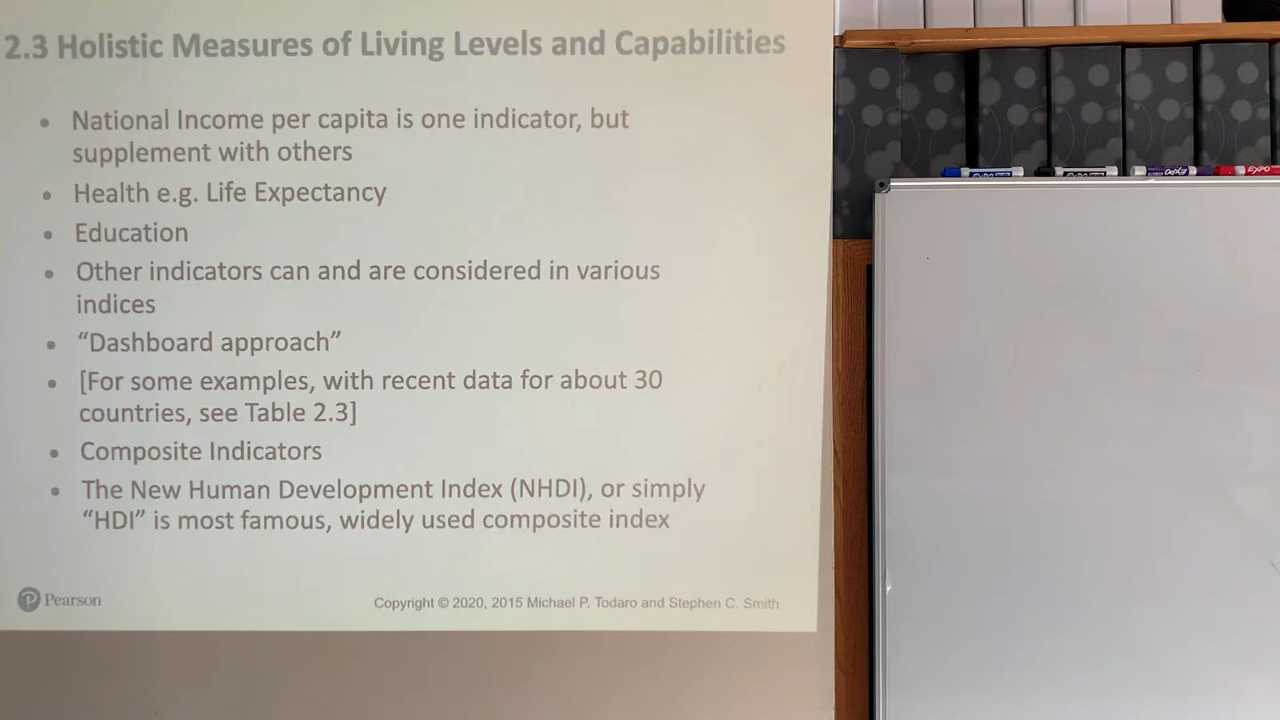 2.3 Holistic Measures of Living Levels and Capabilities
• National Income per capita is one indicator, but
supplement with others
• Health e.g. Life Expectancy
• Education
• Other indicators can and are considered in various
indices
• “Dashboard approach”
• [For some examples, with recent data for about 30
countries, see Table 2.3]
• Composite Indicators
• The New Human Development Index (NHDI), or simply
“HDI” is most famous, widely used composite index
Pearson
Copyright © 2020, 2015 Michael P. Todaro and Stephen C. Smith
EXPO
EXPO